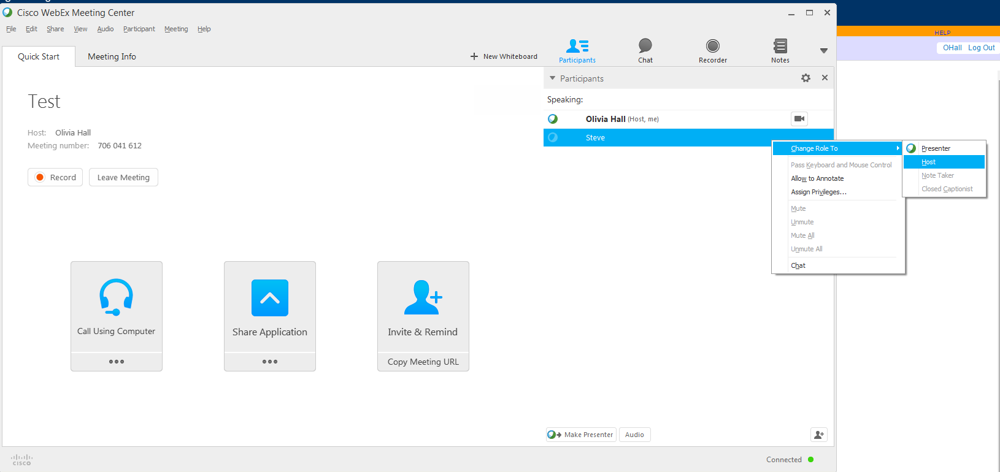 Cisco WebEx Meeting Center
File Edit Share View Audio Participant Meeting Help
HELP
OHall Log Out
Quick Start Meeting Info
New Whiteboard
Participants Chat Recorder Notes
Participants
Test
Speaking:
Olivia Hall (Host, me)
Steve
Host: Olivia Hall
Meeting number: 706 041 612
Record Leave Meeting
Change Role To
Pass Keyboard and Mouse Control
Allow to Annotate
Assign Privileges...
Mute
Unmute
Mute All
Unmute All
Chat
Presenter
Host
Note Taker
Closed Captionist
Call Using Computer
Share Application
Invite & Remind
Copy Meeting URL
Make Presenter Audio
CISCO
Connected